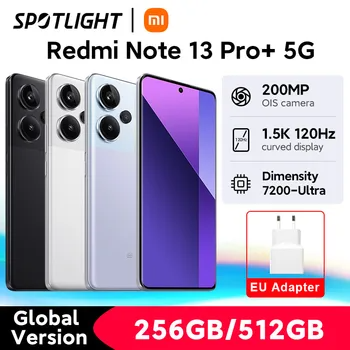 SPOTLIGHT
Redmi Note 13 Pro+ 5G
200MP
OIS camera
1.5K 120Hz
curved display
Dimensity
7200-Ultra
EU Adapter
Global
Version
256GB/512GB